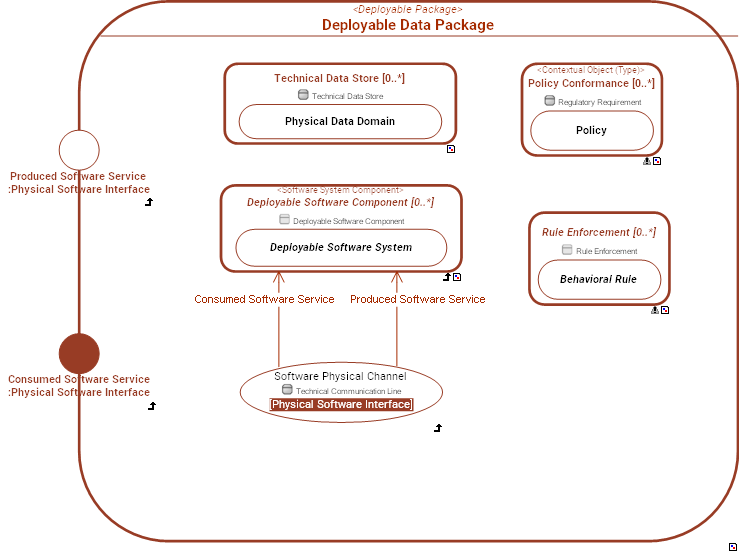 <Deployable Package>
Deployable Data Package
Technical Data Store [0..*]
Technical Data Store
Physical Data Domain
<Contextual Object (Type)>
Policy Conformance [0..*]
Regulatory Requirement
Policy
Produced Software Service
:Physical Software Interface
<Software System Component>
Deployable Software Component [0..*]
Deployable Software Component
Deployable Software System
Rule Enforcement [0..*]
Rule Enforcement
Behavioral Rule
Consumed Software Service
Produced Software Service
Consumed Software Service
:Physical Software Interface
Software Physical Channel
Technical Communication Line
[Physical Software Interface]